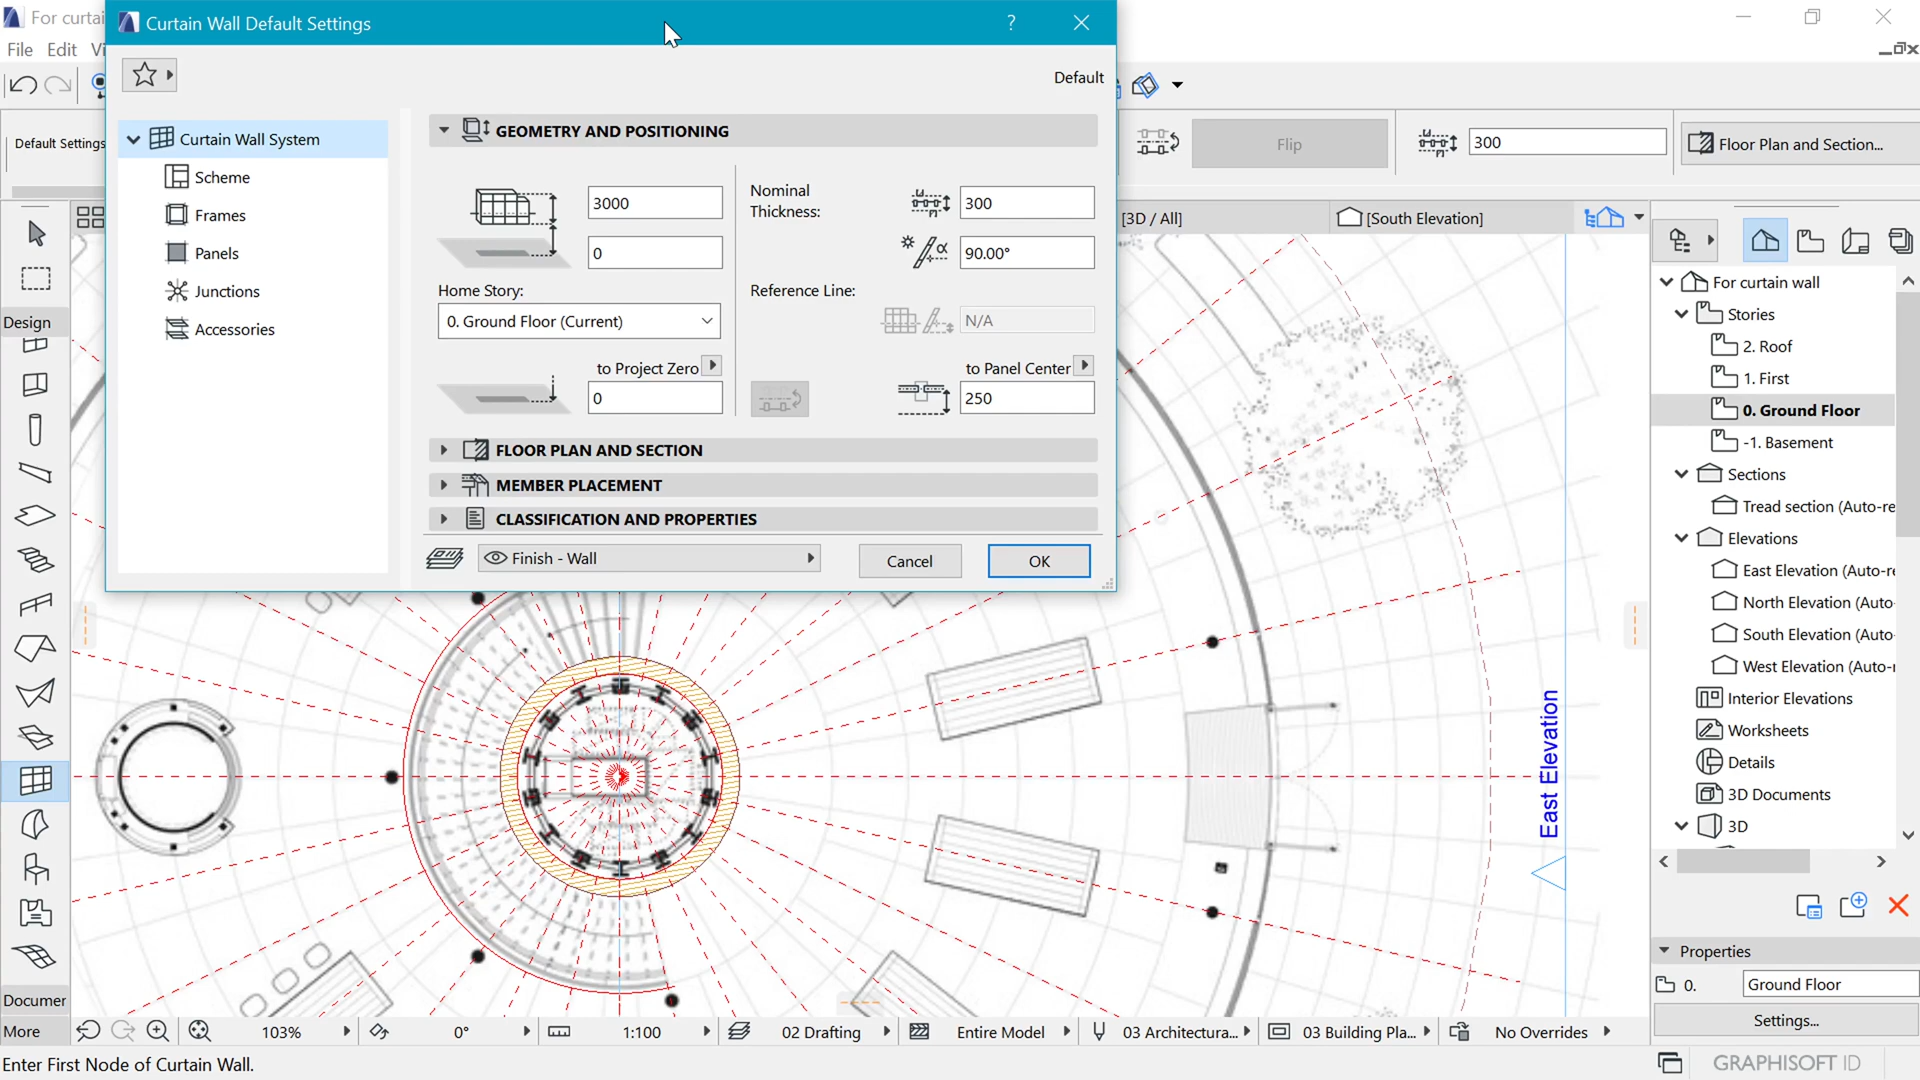 For curtai
Curtain Wall Default Settings
?
File Edit Vi
Default
Default Settings
Curtain Wall System
Scheme
Frames
Panels
Junctions
Accessories
GEOMETRY AND POSITIONING
3000
0
Nominal
Thickness:
300
90.00°
Home Story:
0. Ground Floor (Current)
Reference Line:
N/A
to Project Zero
0
to Panel Center
250
FLOOR PLAN AND SECTION
MEMBER PLACEMENT
CLASSIFICATION AND PROPERTIES
Finish - Wall
Cancel
OK
Flip
300
Floor Plan and Section...
[3D / All]
[South Elevation]
Design
Documer
More
East Elevation
For curtain wall
Stories
2. Roof
1. First
0. Ground Floor
-1. Basement
Sections
Tread section (Auto-re
Elevations
East Elevation (Auto-re
North Elevation (Auto-
South Elevation (Auto-
West Elevation (Auto-r
Interior Elevations
Worksheets
Details
3D Documents
3D
Properties
0.
Ground Floor
Settings...
103%
0°
1:100
02 Drafting
Entire Model
03 Architectura...
03 Building Pla...
No Overrides
Enter First Node of Curtain Wall.
GRAPHISOFT ID